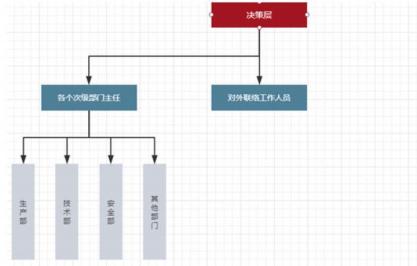 决策层
各个次级部门主任
对外联络工作人员
生产部
技术部
安全部
其他部门